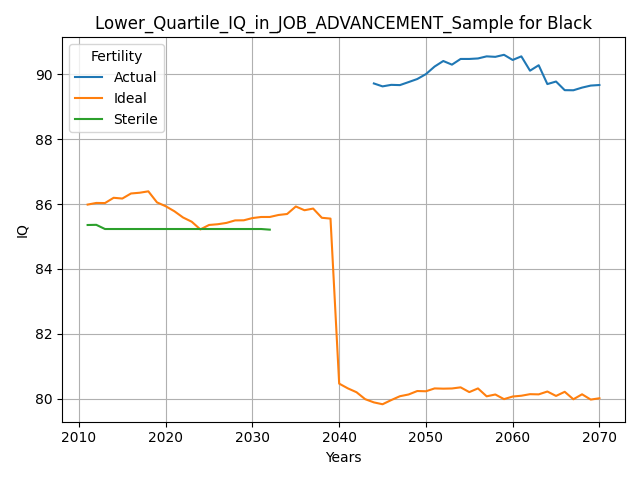 Lower_Quartile_IQ_in_JOB_ADVANCEMENT_Sample for Black
Fertility
Actual
Ideal
Sterile
IQ
90
88
86
84
82
80
2010 2020 2030 2040 2050 2060 2070
Years